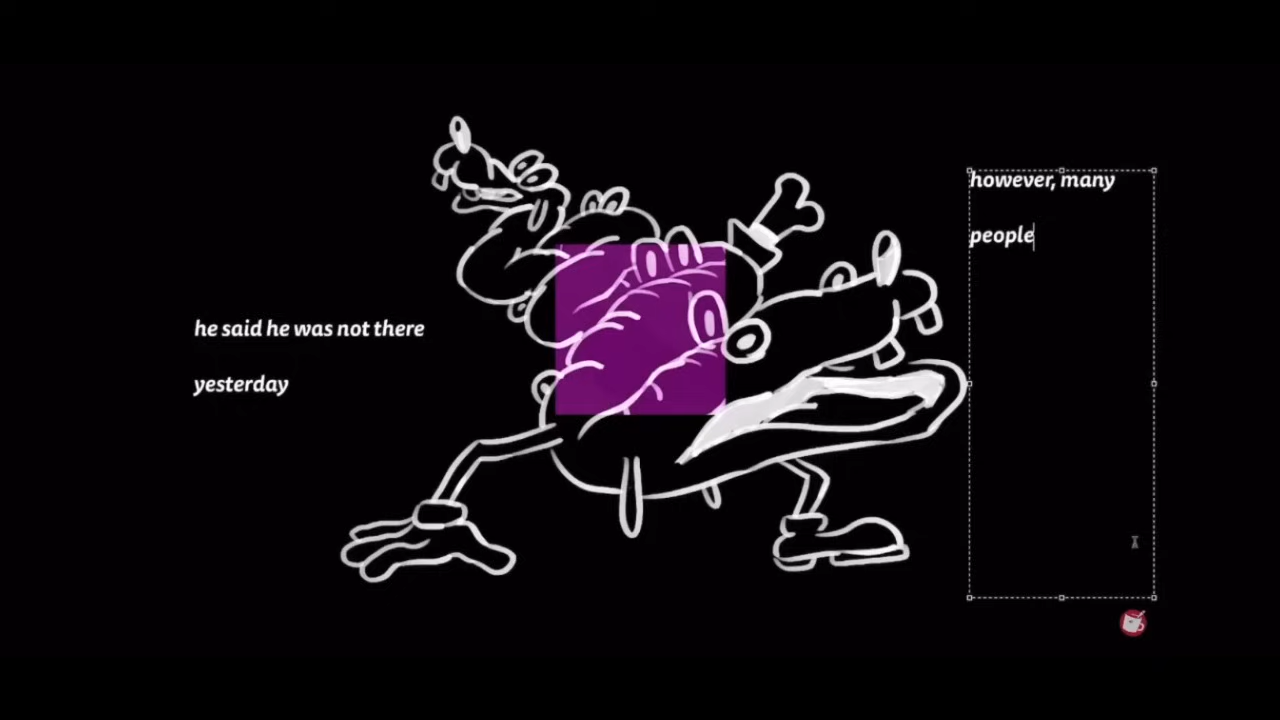 he said he was not there
yesterday
however, many
people